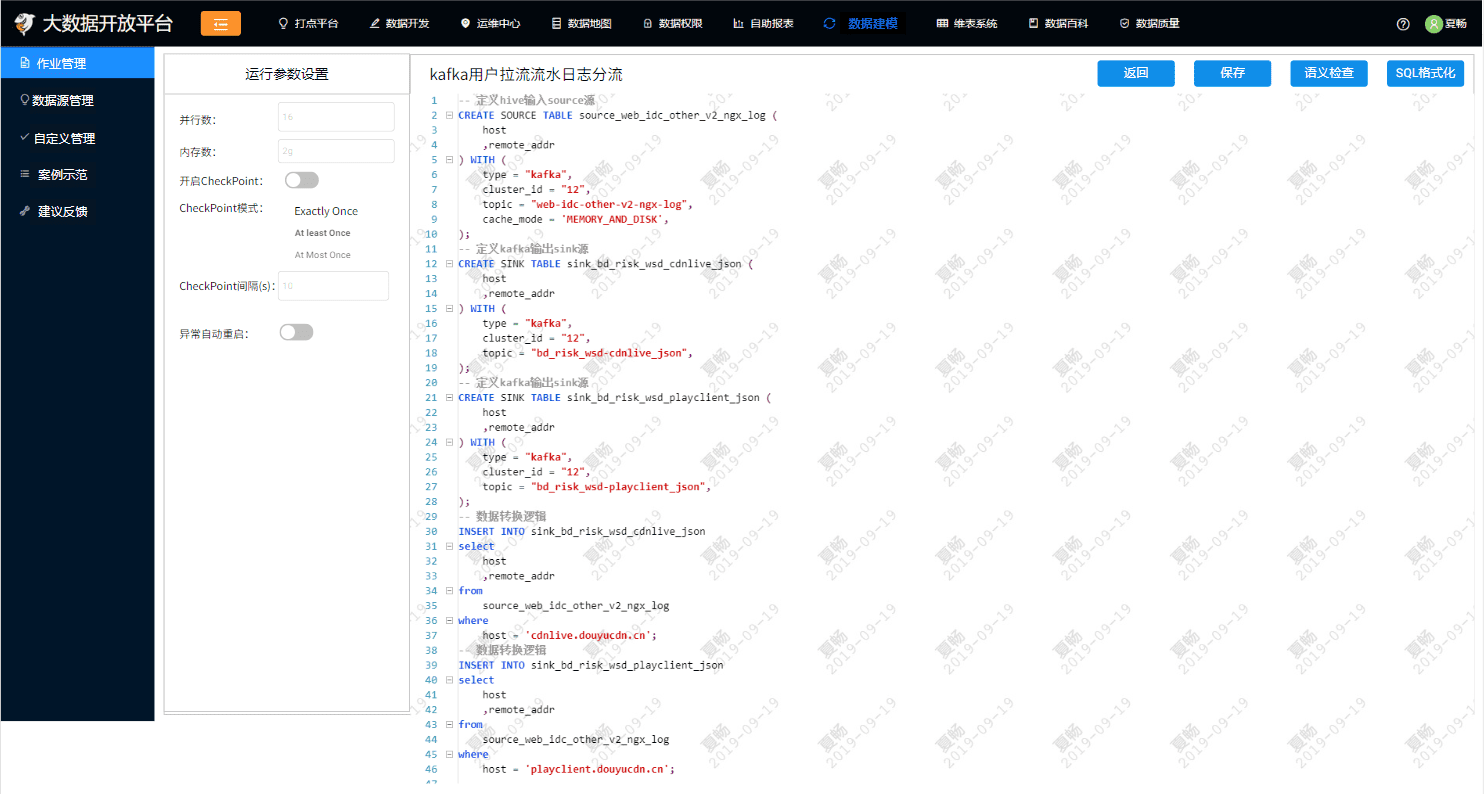 大数据开放平台
打点平台
数据开发
运维中心
数据地图
数据权限
自助报表
数据建模
维表系统
数据百科
数据质量
夏畅
作业管理
数据源管理
自定义管理
案例示范
建议反馈
运行参数设置
并行数：
16
内存数：
2g
开启CheckPoint：
CheckPoint模式：
Exactly Once
At least Once
At Most Once
CheckPoint间隔(s)：
10
异常自动重启：
kafka用户拉流流水日志分流
返回
保存
语义检查
SQL格式化
1 -- 定义hive输入source源
2 CREATE SOURCE TABLE source_web_idc_other_v2_ngx_log (
3 host
4 ,remote_addr
5 ) WITH (
6 type = "kafka",
7 cluster_id = "12",
8 topic = "web-idc-other-v2-ngx-log",
9 cache_mode = 'MEMORY_AND_DISK',
10 );
11 -- 定义kafka输出sink源
12 CREATE SINK TABLE sink_bd_risk_wsd_cdnlive_json (
13 host
14 ,remote_addr
15 ) WITH (
16 type = "kafka",
17 cluster_id = "12",
18 topic = "bd_risk_wsd-cdnlive_json",
19 );
20 -- 定义kafka输出sink源
21 CREATE SINK TABLE sink_bd_risk_wsd_playclient_json (
22 host
23 ,remote_addr
24 ) WITH (
25 type = "kafka",
26 cluster_id = "12",
27 topic = "bd_risk_wsd-playclient_json",
28 );
29 -- 数据转换逻辑
30 INSERT INTO sink_bd_risk_wsd_cdnlive_json
31 select
32 host
33 ,remote_addr
34 from
35 source_web_idc_other_v2_ngx_log
36 where
37 host = 'cdnlive.douyucdn.cn';
38 -- 数据转换逻辑
39 INSERT INTO sink_bd_risk_wsd_playclient_json
40 select
41 host
42 ,remote_addr
43 from
44 source_web_idc_other_v2_ngx_log
45 where
46 host = 'playclient.douyucdn.cn';
夏畅
2019-09-19